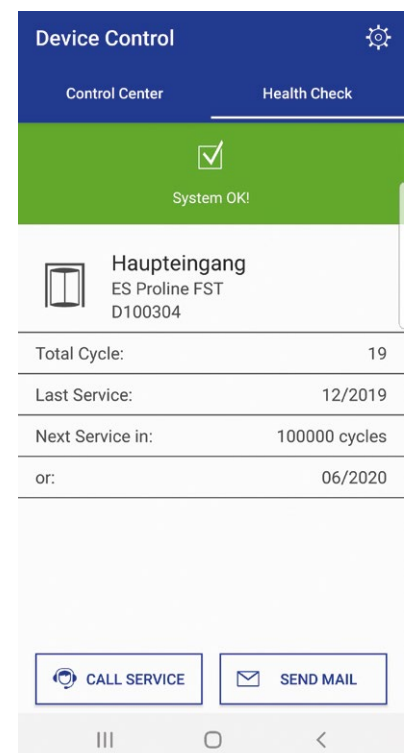 Device Control
Control Center Health Check
System OK!
Haupteingang
ES Proline FST
D100304
Total Cycle: 19
Last Service: 12/2019
Next Service in: 100000 cycles
or: 06/2020
CALL SERVICE SEND MAIL